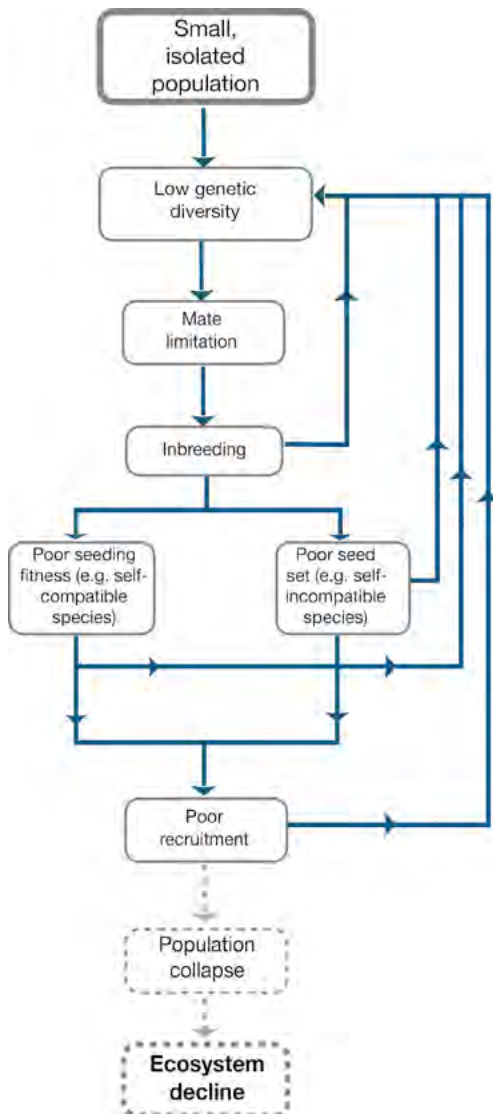 Small,
isolated
population
Low genetic
diversity
Mate
limitation
Inbreeding
Poor seeding
fitness (e.g. self-
compatible
species)
Poor seed
set (e.g. self-
incompatible
species)
Poor
recruitment
Population
collapse
Ecosystem
decline